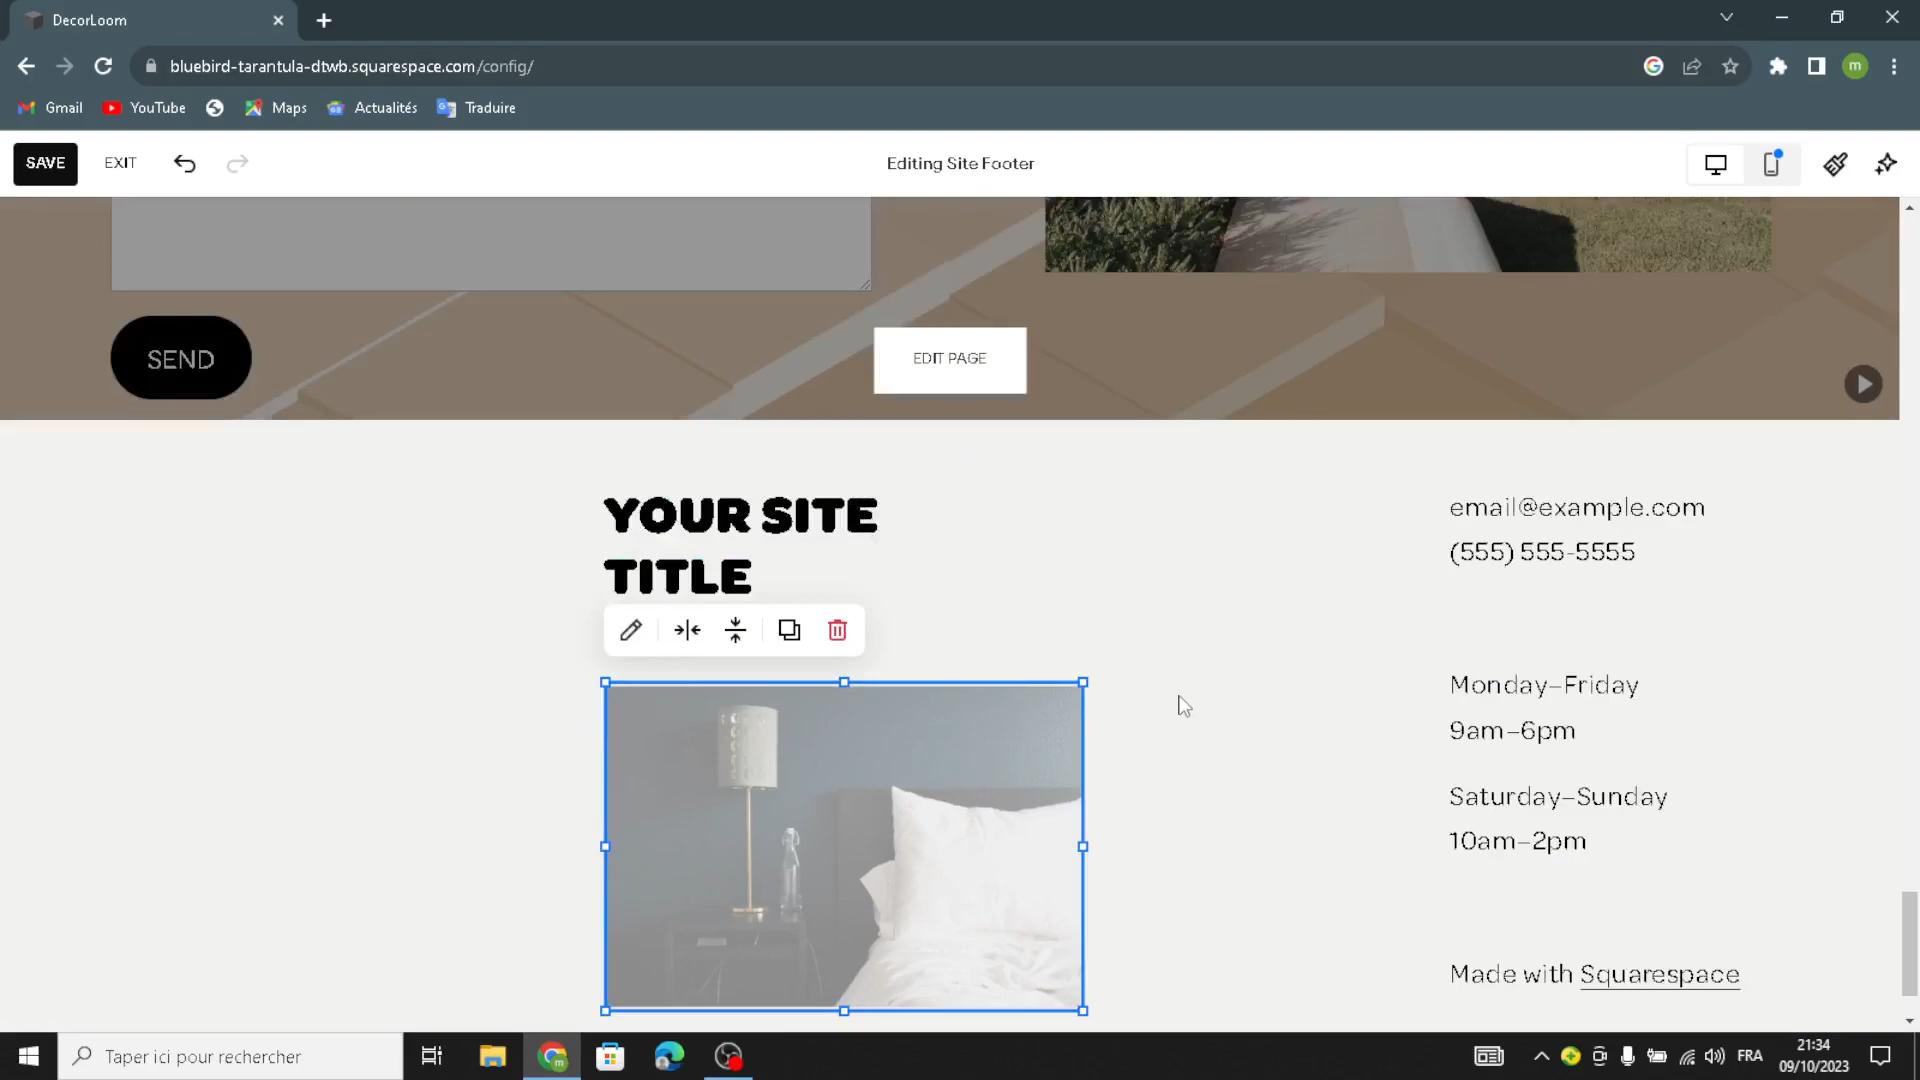 DecorLoom
bluebird-tarantula-dtwb.squarespace.com/config/
m
Gmail
YouTube
Maps
Actualités
Traduire
SAVE
EXIT
Editing Site Footer
SEND
EDIT PAGE
YOUR SITE
TITLE
email@example.com
(555) 555-5555
Monday–Friday
9am–6pm
Saturday–Sunday
10am–2pm
Made with Squarespace
Taper ici pour rechercher
FRA
21:34
09/10/2023